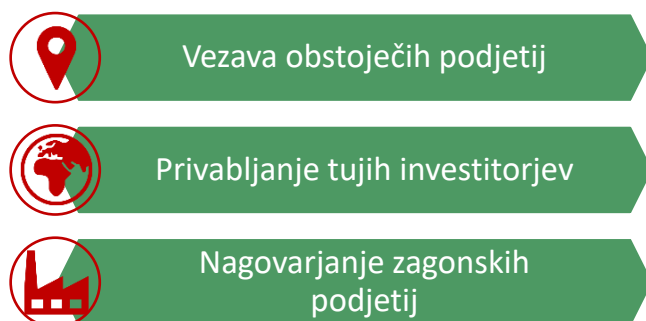 Vezava obstoječih podjetij
Privabljanje tujih investitorjev
Nagovarjanje zagonskih
podjetij